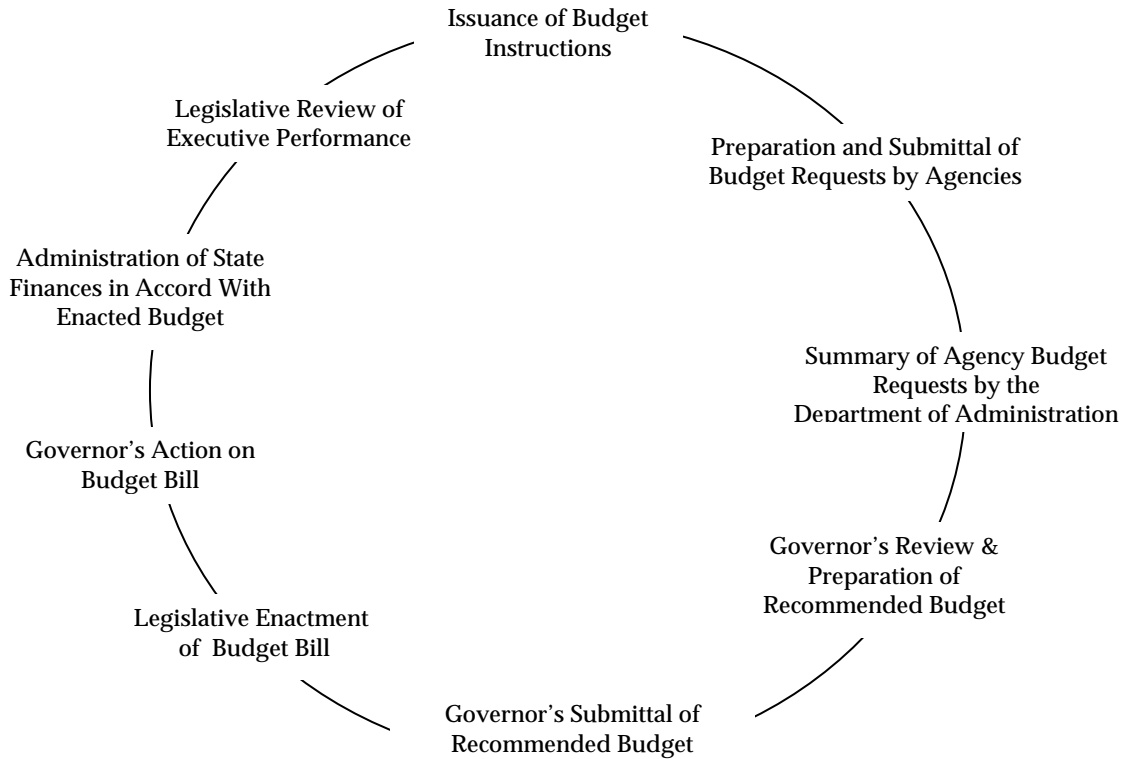 Issuance of Budget
Instructions
Preparation and Submittal of
Budget Requests by Agencies
Summary of Agency Budget
Requests by the
Department of Administration
Governor's Review &
Preparation of
Recommended Budget
Governor's Submittal of
Recommended Budget
Legislative Enactment
of Budget Bill
Governor's Action on
Budget Bill
Administration of State
Finances in Accord With
Enacted Budget
Legislative Review of
Executive Performance